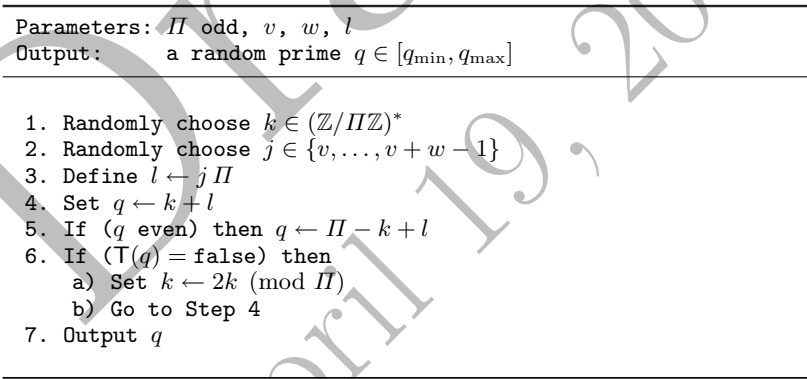 Parameters: Π odd, v, w, l
Output: a random prime q ∈ [q_min, q_max]
1. Randomly choose k ∈ (ℤ/Πℤ)*
2. Randomly choose j ∈ {v, . . . , v + w − 1}
3. Define l ← j Π
4. Set q ← k + l
5. If (q even) then q ← Π − k + l
6. If (T(q) = false) then
a) Set k ← 2k (mod Π)
b) Go to Step 4
7. Output q